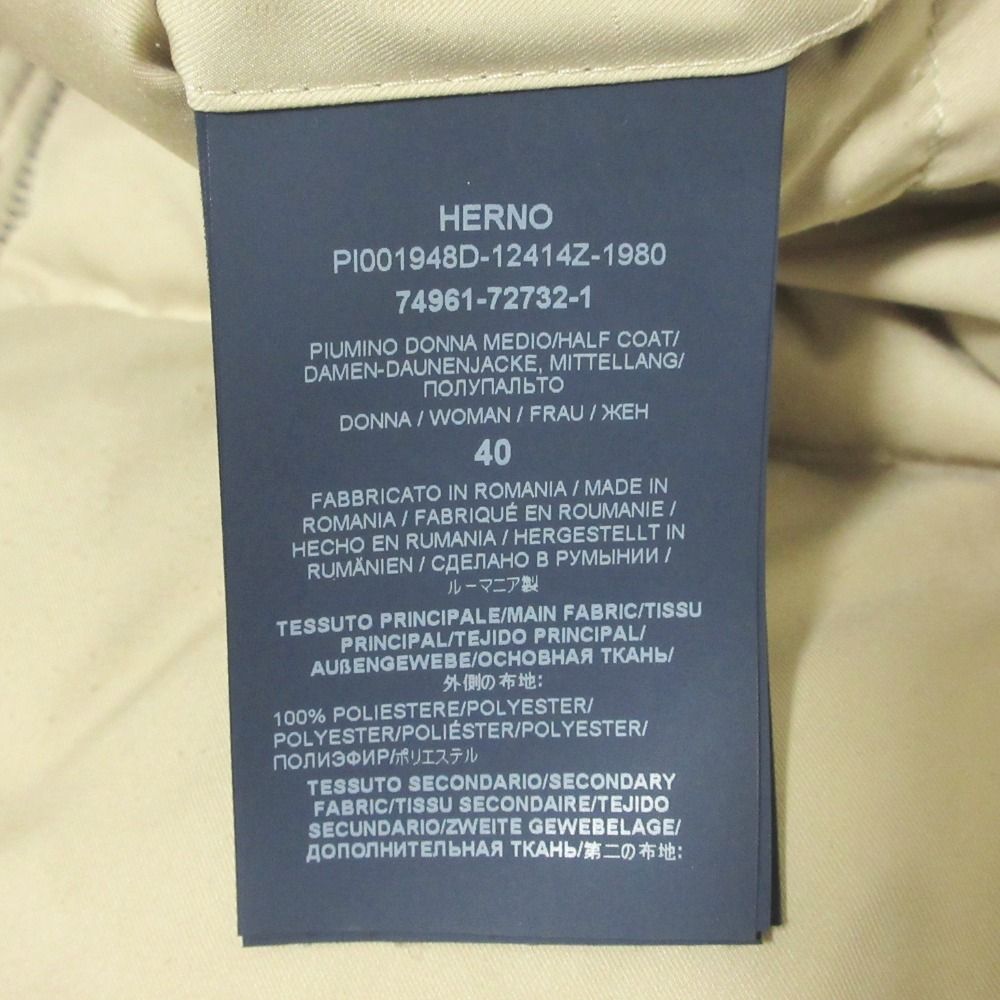 HERNO
PI001948D-12414Z-1980
74961-72732-1
PIUMINO DONNA MEDIO/HALF COAT/
DAMEN-DAUNENJACKE, MITTELLANG/
ПОЛУПАЛЬТО
DONNA / WOMAN / FRAU / ЖЕН
40
FABBRICATO IN ROMANIA / MADE IN
ROMANIA / FABRIQUÉ EN ROUMANIE /
HECHO EN RUMANIA / HERGESTELLT IN
RUMÄNIEN / СДЕЛАНО В РУМЫНИИ /
ルーマニア製
TESSUTO PRINCIPALE/MAIN FABRIC/TISSU
PRINCIPAL/TEJIDO PRINCIPAL/
AUßENGEWEBE/ОСНОВНАЯ ТКАНЬ/
外側の布地:
100% POLIESTERE/POLYESTER/
POLYESTER/POLIÉSTER/POLYESTER/
ПОЛИЭФИР/ポリエステル
TESSUTO SECONDARIO/SECONDARY
FABRIC/TISSU SECONDAIRE/TEJIDO
SECUNDARIO/ZWEITE GEWEBELAGE/
ДОПОЛНИТЕЛЬНАЯ ТКАНЬ/第二の布地: